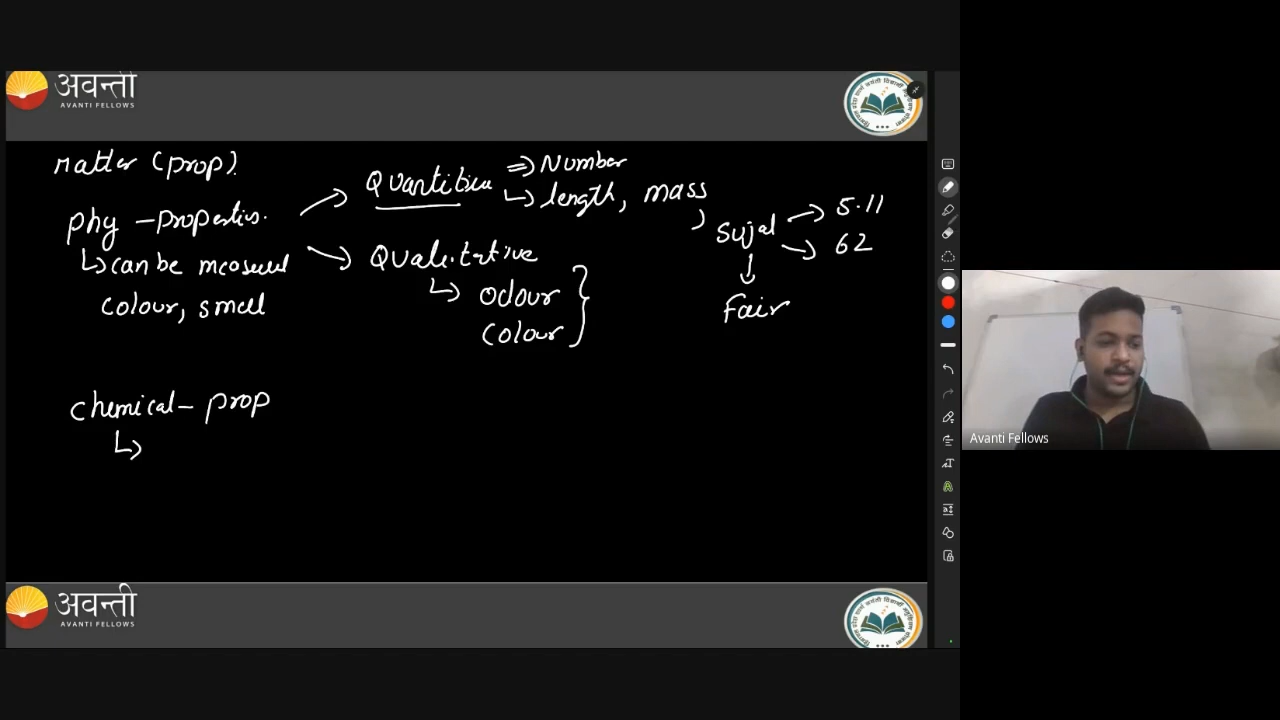 अवन्ती
AVANTI FELLOWS
Matter (prop).
phy - properties.
can be measured
colour, smell
Quantitive
⇒ Number
length, mass
Qualitative
odour
colour
Sujal
5.11
62
Fair
chemical - prop
Avanti Fellows
अवन्ती
AVANTI FELLOWS